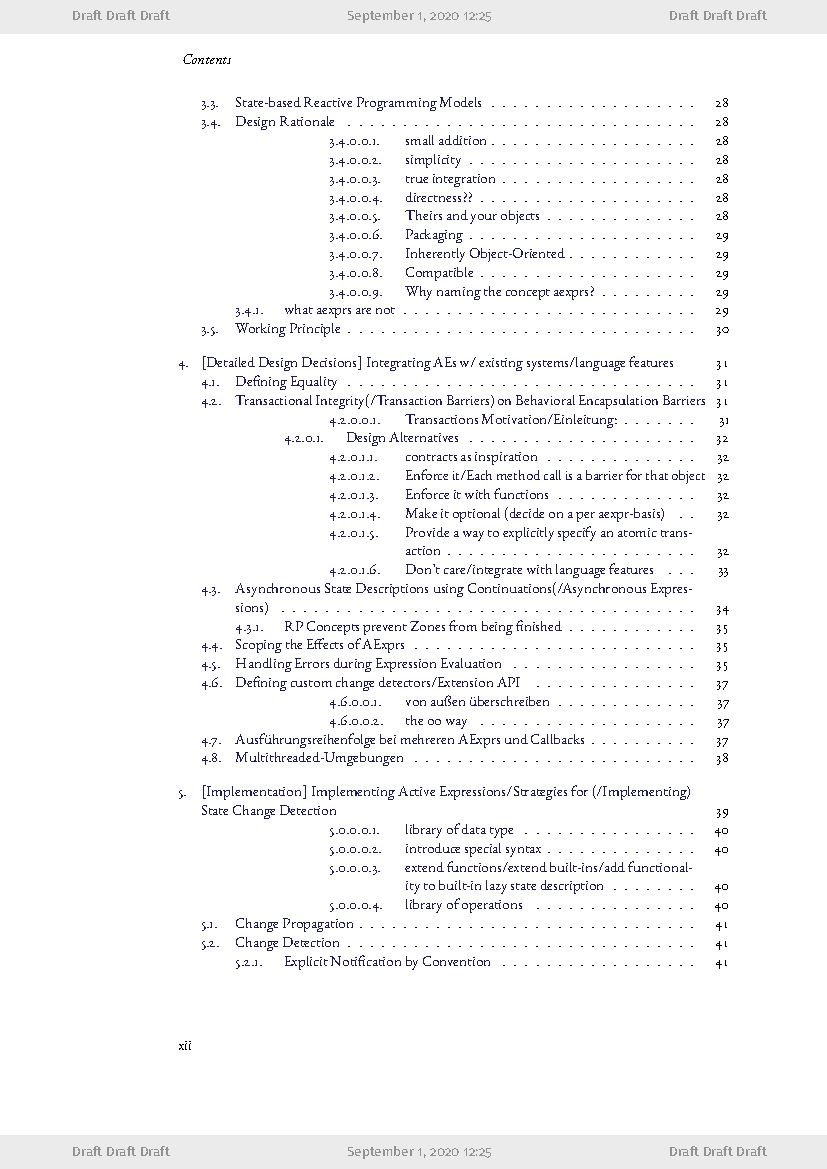 Draft Draft Draft September 1, 2020 12:25 Draft Draft Draft
Contents
3.3. State-based Reactive Programming Models . . . . . . . . . . . . . . . . . . . 28
3.4. Design Rationale . . . . . . . . . . . . . . . . . . . . . . . . . . . . . . . . 28
3.4.0.0.1. small addition . . . . . . . . . . . . . . . . . . . 28
3.4.0.0.2. simplicity . . . . . . . . . . . . . . . . . . . . . 28
3.4.0.0.3. true integration . . . . . . . . . . . . . . . . . . 28
3.4.0.0.4. directness?? . . . . . . . . . . . . . . . . . . . . 28
3.4.0.0.5. Theirs and your objects . . . . . . . . . . . . . . 28
3.4.0.0.6. Packaging . . . . . . . . . . . . . . . . . . . . . 29
3.4.0.0.7. Inherently Object-Oriented . . . . . . . . . . . . 29
3.4.0.0.8. Compatible . . . . . . . . . . . . . . . . . . . . 29
3.4.0.0.9. Why naming the concept aexprs? . . . . . . . . . 29
3.4.1. what aexprs are not . . . . . . . . . . . . . . . . . . . . . . . . . . . 29
3.5. Working Principle . . . . . . . . . . . . . . . . . . . . . . . . . . . . . . . . 30
4. [Detailed Design Decisions] Integrating AEs w/ existing systems/language features 31
4.1. Defining Equality . . . . . . . . . . . . . . . . . . . . . . . . . . . . . . . . 31
4.2. Transactional Integrity(/Transaction Barriers) on Behavioral Encapsulation Barriers 31
4.2.0.0.1. Transactions Motivation/Einleitung: . . . . . . . 31
4.2.0.1. Design Alternatives . . . . . . . . . . . . . . . . . . . . . 32
4.2.0.1.1. contracts as inspiration . . . . . . . . . . . . . . 32
4.2.0.1.2. Enforce it/Each method call is a barrier for that object 32
4.2.0.1.3. Enforce it with functions . . . . . . . . . . . . . 32
4.2.0.1.4. Make it optional (decide on a per aexpr-basis) . . 32
4.2.0.1.5. Provide a way to explicitly specify an atomic trans-
action . . . . . . . . . . . . . . . . . . . . . . . 32
4.2.0.1.6. Don't care/integrate with language features . . . 33
4.3. Asynchronous State Descriptions using Continuations(/Asynchronous Expres-
sions) . . . . . . . . . . . . . . . . . . . . . . . . . . . . . . . . . . . . . . 34
4.3.1. RP Concepts prevent Zones from being finished . . . . . . . . . . . . 35
4.4. Scoping the Effects of AExprs . . . . . . . . . . . . . . . . . . . . . . . . . . 35
4.5. Handling Errors during Expression Evaluation . . . . . . . . . . . . . . . . . 35
4.6. Defining custom change detectors/Extension API . . . . . . . . . . . . . . . 37
4.6.0.0.1. von außen überschreiben . . . . . . . . . . . . . 37
4.6.0.0.2. the oo way . . . . . . . . . . . . . . . . . . . . 37
4.7. Ausführungsreihenfolge bei mehreren AExprs und Callbacks . . . . . . . . . . 37
4.8. Multithreaded-Umgebungen . . . . . . . . . . . . . . . . . . . . . . . . . . 38
5. [Implementation] Implementing Active Expressions/Strategies for (/Implementing)
State Change Detection 39
5.0.0.0.1. library of data type . . . . . . . . . . . . . . . . 40
5.0.0.0.2. introduce special syntax . . . . . . . . . . . . . . 40
5.0.0.0.3. extend functions/extend built-ins/add functional-
ity to built-in lazy state description . . . . . . . . 40
5.0.0.0.4. library of operations . . . . . . . . . . . . . . . 40
5.1. Change Propagation . . . . . . . . . . . . . . . . . . . . . . . . . . . . . . . 41
5.2. Change Detection . . . . . . . . . . . . . . . . . . . . . . . . . . . . . . . . 41
5.2.1. Explicit Notification by Convention . . . . . . . . . . . . . . . . . . 41
xii
Draft Draft Draft September 1, 2020 12:25 Draft Draft Draft